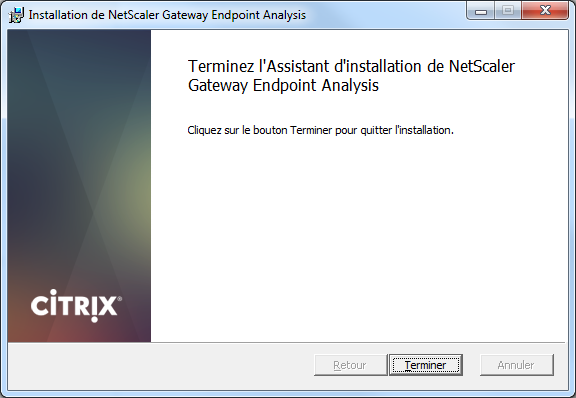 Installation de NetScaler Gateway Endpoint Analysis
Terminez l'Assistant d'installation de NetScaler
Gateway Endpoint Analysis
Cliquez sur le bouton Terminer pour quitter l'installation.
CiTRIX®
Retour
Terminer
Annuler